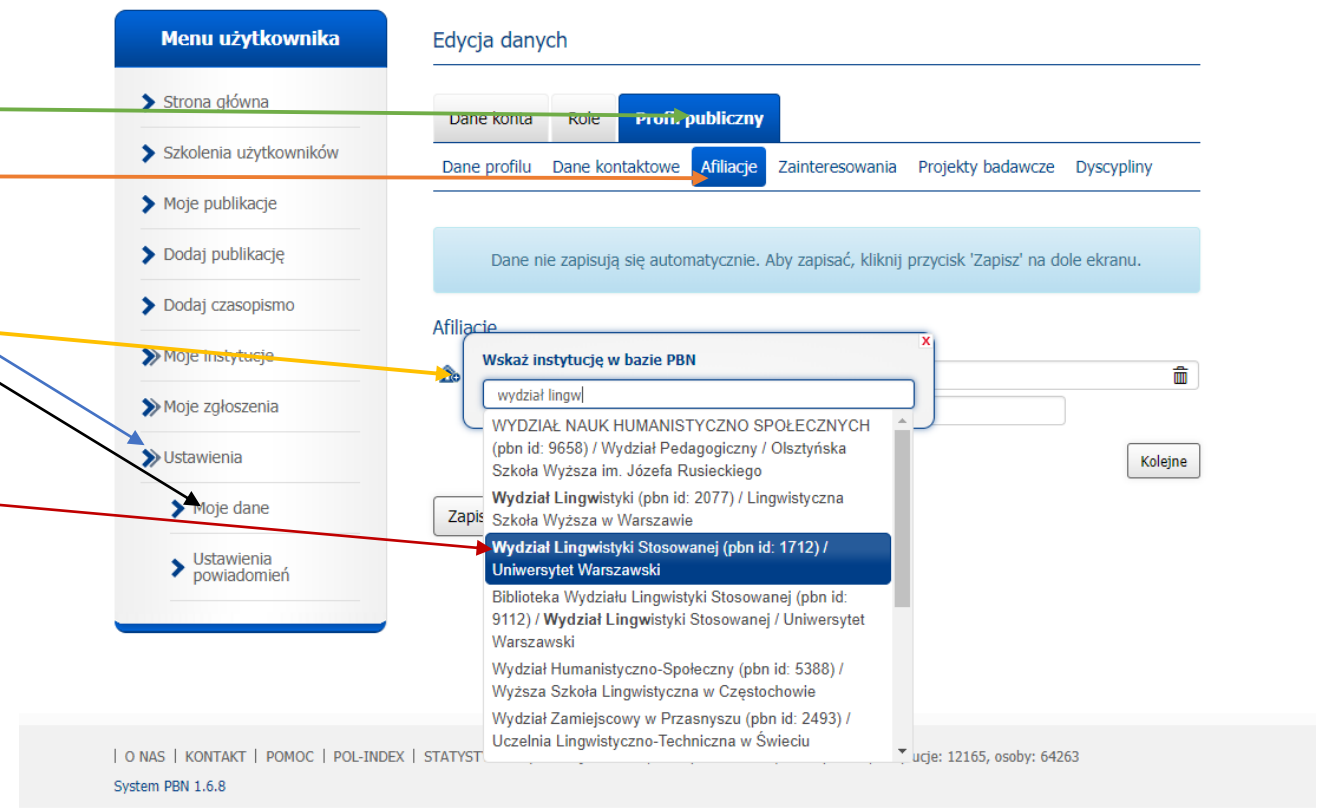 Menu użytkownika
Strona główna
Szkolenia użytkowników
Moje publikacje
Dodaj publikację
Dodaj czasopismo
Moje instytucje
Moje zgłoszenia
Ustawienia
Moje dane
Ustawienia
powiadomień
Edycja danych
Dane konta Role Profil publiczny
Dane profilu Dane kontaktowe Afiliacje Zainteresowania Projekty badawcze Dyscypliny
Dane nie zapisują się automatycznie. Aby zapisać, kliknij przycisk 'Zapisz' na dole ekranu.
Afiliacje
x
Wskaż instytucję w bazie PBN
wydział lingw
WYDZIAŁ NAUK HUMANISTYCZNO SPOŁECZNYCH
(pbn id: 9658) / Wydział Pedagogiczny / Olsztyńska
Szkoła Wyższa im. Józefa Rusieckiego
Wydział Lingwistyki (pbn id: 2077) / Lingwistyczna
Szkoła Wyższa w Warszawie
Wydział Lingwistyki Stosowanej (pbn id: 1712) /
Uniwersytet Warszawski
Biblioteka Wydziału Lingwistyki Stosowanej (pbn id:
9112) / Wydział Lingwistyki Stosowanej / Uniwersytet
Warszawski
Wydział Humanistyczno-Społeczny (pbn id: 5388) /
Wyższa Szkoła Lingwistyczna w Częstochowie
Wydział Zamiejscowy w Przasnyszu (pbn id: 2493) /
Uczelnia Lingwistyczno-Techniczna w Świeciu
Kolejne
Zapis
| O NAS | KONTAKT | POMOC | POL-INDEX | STATYST
ucje: 12165, osoby: 64263
System PBN 1.6.8